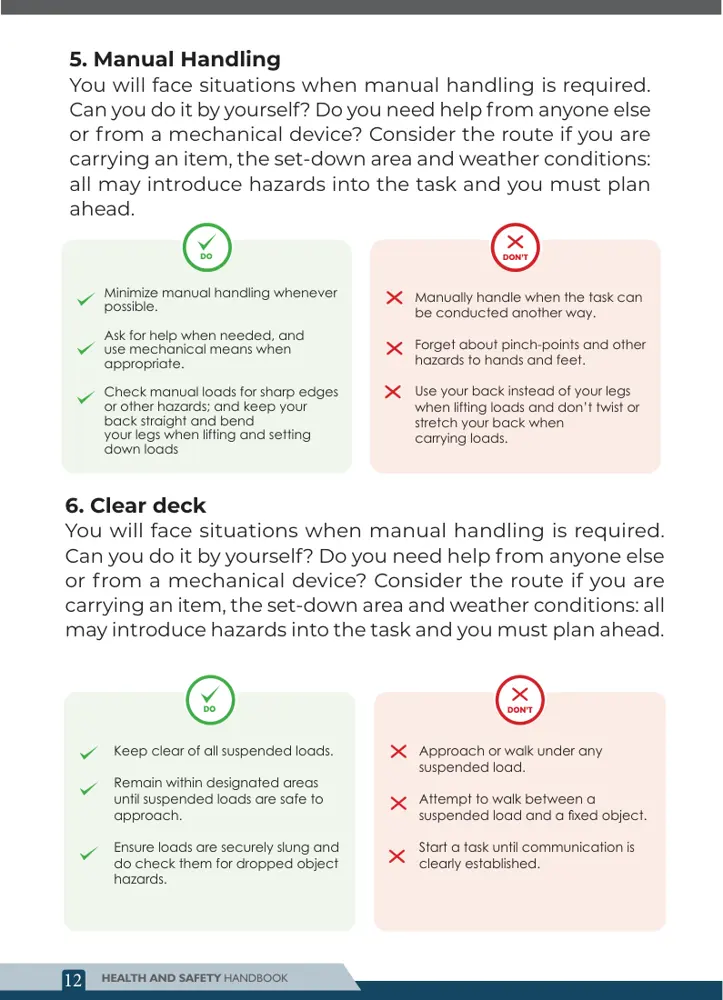 5. Manual Handling
You will face situations when manual handling is required.
Can you do it by yourself? Do you need help from anyone else
or from a mechanical device? Consider the route if you are
carrying an item, the set-down area and weather conditions:
all may introduce hazards into the task and you must plan
ahead.
DO
Minimize manual handling whenever
possible.
Ask for help when needed, and
use mechanical means when
appropriate.
Check manual loads for sharp edges
or other hazards; and keep your
back straight and bend
your legs when lifting and setting
down loads
DON'T
Manually handle when the task can
be conducted another way.
Forget about pinch-points and other
hazards to hands and feet.
Use your back instead of your legs
when lifting loads and don't twist or
stretch your back when
carrying loads.
6. Clear deck
You will face situations when manual handling is required.
Can you do it by yourself? Do you need help from anyone else
or from a mechanical device? Consider the route if you are
carrying an item, the set-down area and weather conditions: all
may introduce hazards into the task and you must plan ahead.
DO
Keep clear of all suspended loads.
Remain within designated areas
until suspended loads are safe to
approach.
Ensure loads are securely slung and
do check them for dropped object
hazards.
DON'T
Approach or walk under any
suspended load.
Attempt to walk between a
suspended load and a fixed object.
Start a task until communication is
clearly established.
12 HEALTH AND SAFETY HANDBOOK